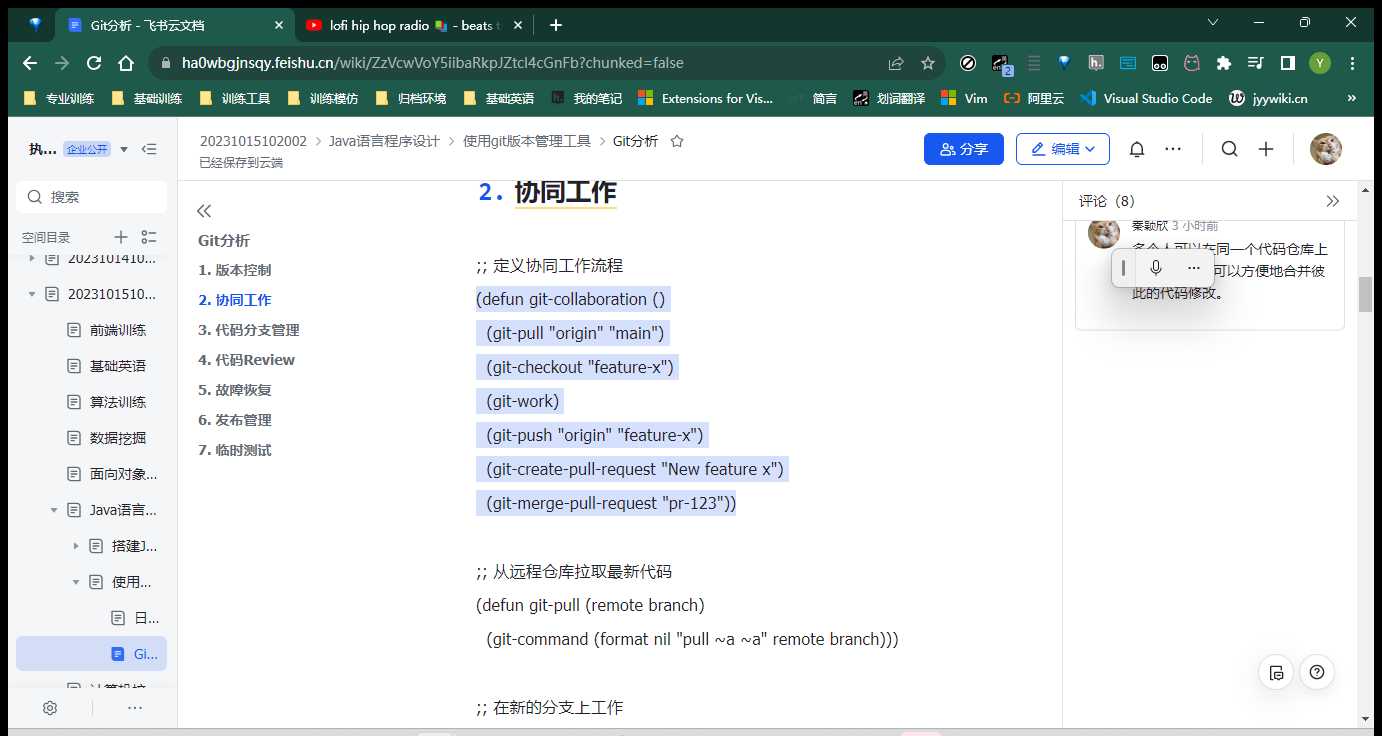 Git分析 - 飞书云文档
lofi hip hop radio 📚 - beats t
ha0wbgjnsqy.feishu.cn/wiki/ZzVcwVoY5iibaRkpJZtcl4cGnFb?chunked=false
专业训练 基础训练 训练工具 训练模仿 归档环境 基础英语 我的笔记 Extensions for Vis... 简言 划词翻译 Vim 阿里云 Visual Studio Code jyywiki.cn »
执... 企业公开
20231015102002 > Java语言程序设计 > 使用git版本管理工具 > Git分析
已经保存到云端
分享
编辑
搜索
空间目录
202310141​0...
202310151​0...
前端训练
基础英语
算法训练
数据挖掘
面向对象...
Java语言...
搭建J...
使用...
日...
Gi...
Git分析
1. 版本控制
2. 协同工作
3. 代码分支管理
4. 代码Review
5. 故障恢复
6. 发布管理
7. 临时测试
2. 协同工作
;; 定义协同工作流程
(defun git-collaboration ()
(git-pull "origin" "main")
(git-checkout "feature-x")
(git-work)
(git-push "origin" "feature-x")
(git-create-pull-request "New feature x")
(git-merge-pull-request "pr-123"))
;; 从远程仓库拉取最新代码
(defun git-pull (remote branch)
(git-command (format nil "pull ~a ~a" remote branch)))
;; 在新的分支上工作
评论（8）
秦颖欣 3 小时前
多个人可以在同一个代码仓库上
可以方便地合并彼
此的代码修改。